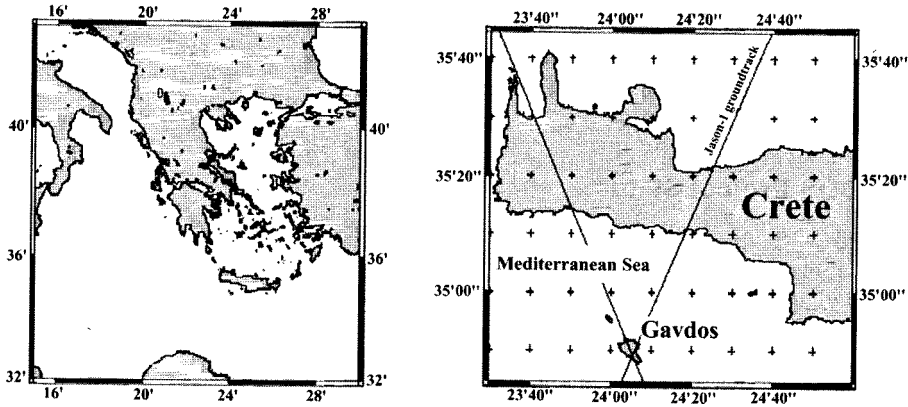 16' 20' 24' 28'
40' 40'
36' 36'
32' 32'
16' 20' 24' 28'
23'40'' 24'00'' 24'20'' 24'40''
35'40'' 35'40''
Jason-1 groundtrack
35'20'' 35'20''
Crete
Mediterranean Sea
35'00'' 35'00''
Gavdos
23'40'' 24'00'' 24'20'' 24'40''